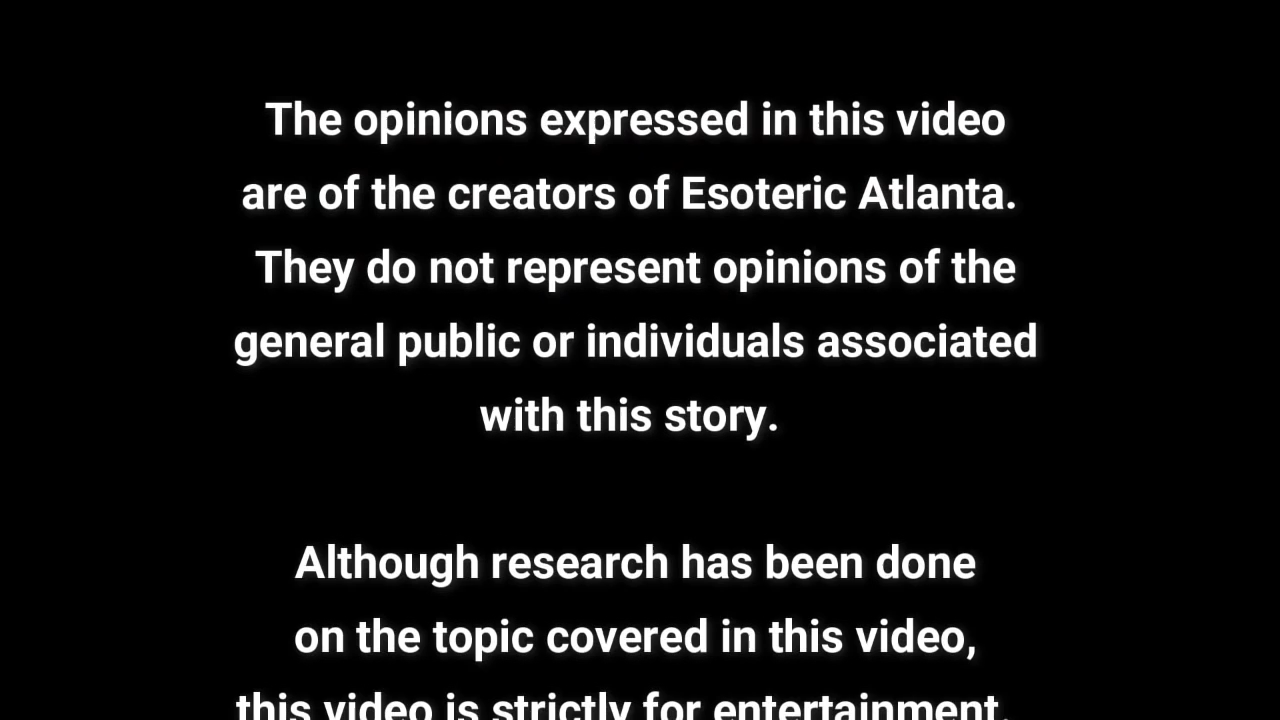 The opinions expressed in this video
are of the creators of Esoteric Atlanta.
They do not represent opinions of the
general public or individuals associated
with this story.
Although research has been done
on the topic covered in this video,
this video is strictly for entertainment.